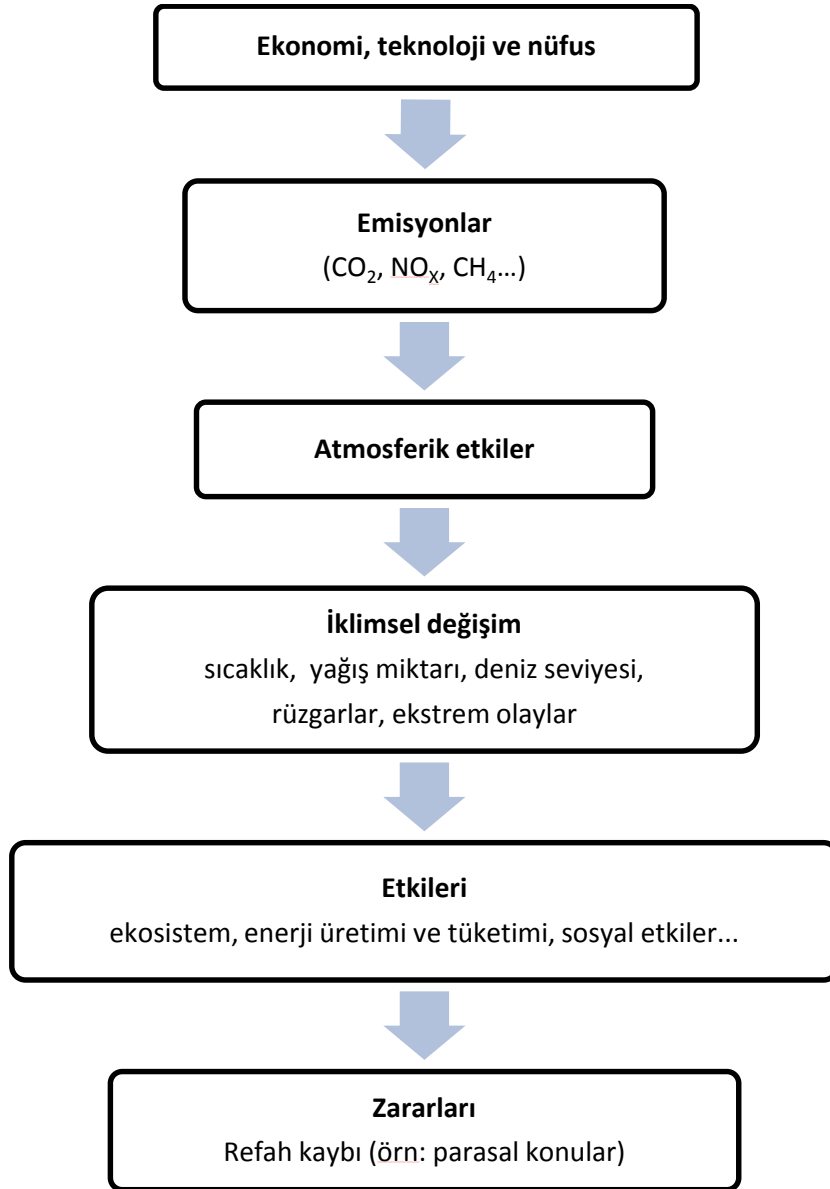 Ekonomi, teknoloji ve nüfus
Emisyonlar
(CO₂, NOₓ, CH₄...)
Atmosferik etkiler
İklimsel değişim
sıcaklık,  yağış miktarı, deniz seviyesi,
rüzgarlar, ekstrem olaylar
Etkileri
ekosistem, enerji üretimi ve tüketimi, sosyal etkiler...
Zararları
Refah kaybı (örn: parasal konular)